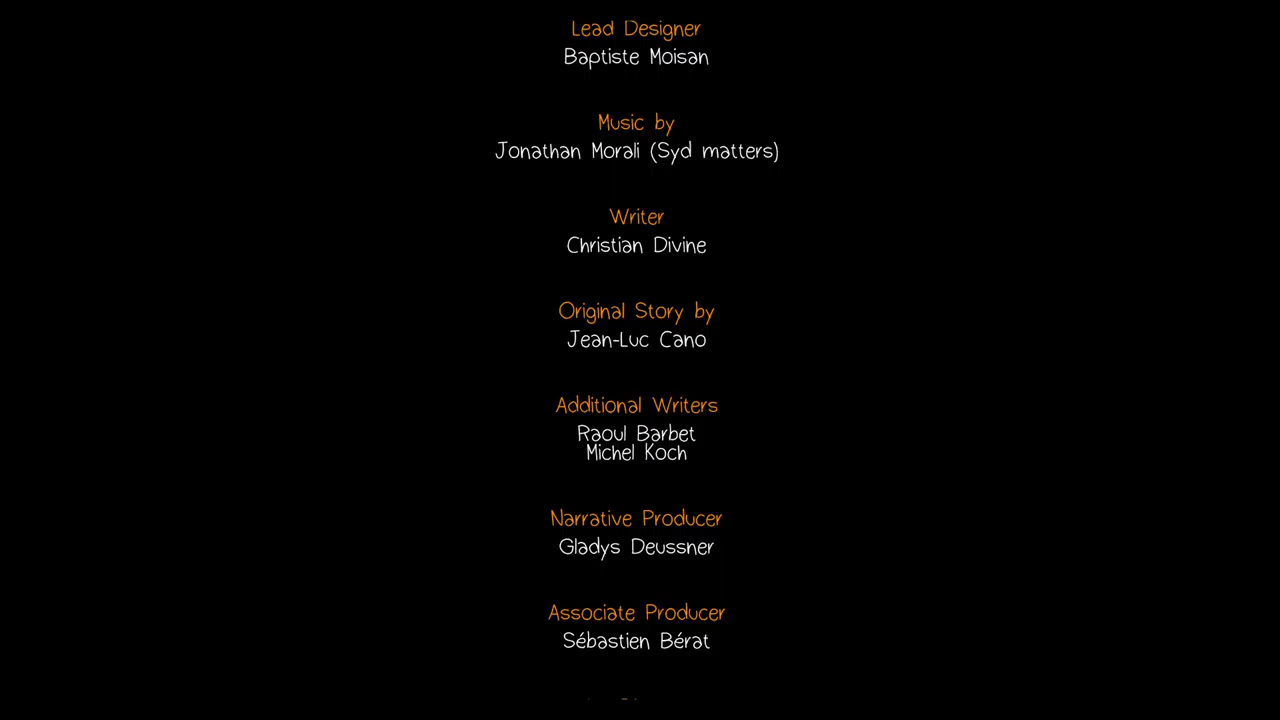 Lead Designer
Baptiste Moisan
Music by
Jonathan Morali (Syd matters)
Writer
Christian Divine
Original Story by
Jean-Luc Cano
Additional Writers
Raoul Barbet
Michel Koch
Narrative Producer
Gladys Deussner
Associate Producer
Sébastien Bérat